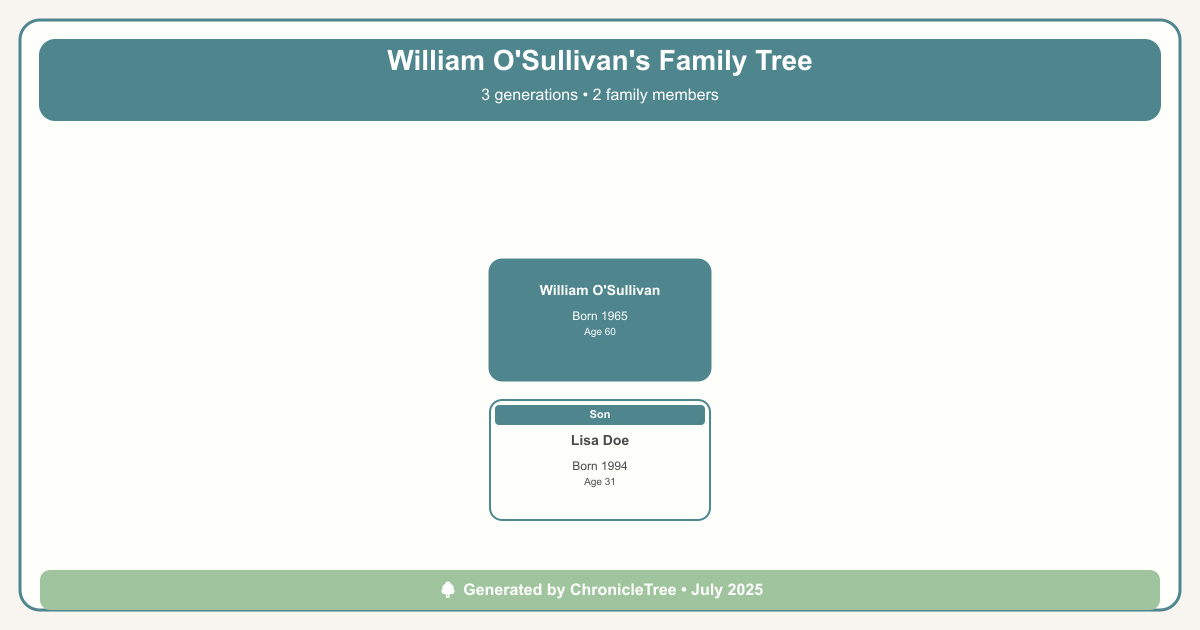 William O'Sullivan's Family Tree
3 generations • 2 family members
William O'Sullivan
Born 1965
Age 60
Son
Lisa Doe
Born 1994
Age 31
Generated by ChronicleTree • July 2025